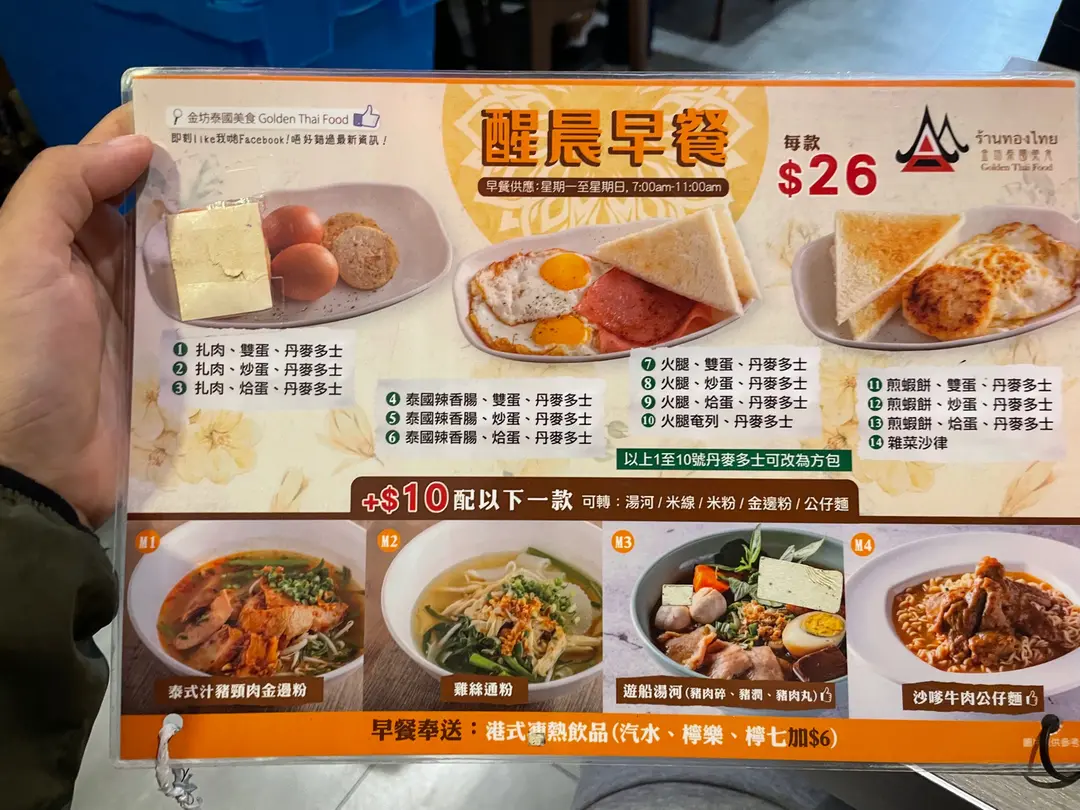 金坊泰國美食 Golden Thai Food
即刻like我哋Facebook!唔好錯過最新資訊!
醒晨早餐
早餐供應:星期一至星期日, 7:00am-11:00am
每款
$26
ร้านทองไทย
金坊泰國美食
Golden Thai Food
1 扎肉、雙蛋、丹麥多士
2 扎肉、炒蛋、丹麥多士
3 扎肉、烚蛋、丹麥多士
4 泰國辣香腸、雙蛋、丹麥多士
5 泰國辣香腸、炒蛋、丹麥多士
6 泰國辣香腸、烚蛋、丹麥多士
7 火腿、雙蛋、丹麥多士
8 火腿、炒蛋、丹麥多士
9 火腿、烚蛋、丹麥多士
10 火腿奄列、丹麥多士
11 煎蝦餅、雙蛋、丹麥多士
12 煎蝦餅、炒蛋、丹麥多士
13 煎蝦餅、烚蛋、丹麥多士
14 雜菜沙律
以上1至10號丹麥多士可改為方包
+$10配以下一款 可轉:湯河/米線/米粉/金邊粉/公仔麵
M1
M2
M3
M4
泰式汁豬頸肉金邊粉
雞絲通粉
遊船湯河(豬肉碎、豬潤、豬肉丸)
沙嗲牛肉公仔麵
早餐奉送:港式凍熱飲品(汽水、檸樂、檸七加$6)